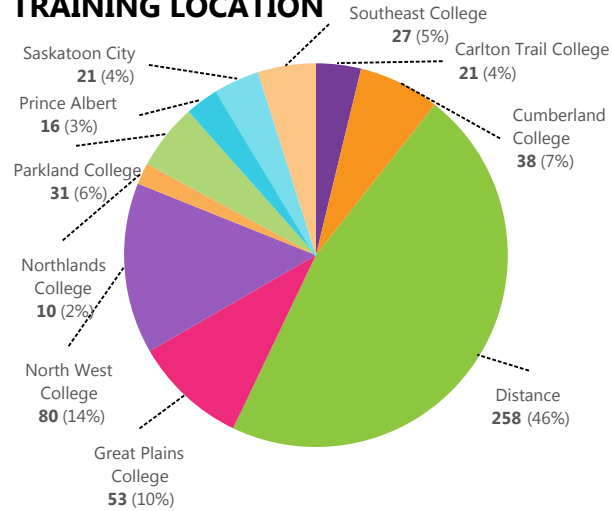 TRAINING LOCATION
Southeast College
27 (5%)
Carlton Trail College
21 (4%)
Cumberland
College
38 (7%)
Distance
258 (46%)
Great Plains
College
53 (10%)
North West
College
80 (14%)
Northlands
College
10 (2%)
Parkland College
31 (6%)
Prince Albert
16 (3%)
Saskatoon City
21 (4%)